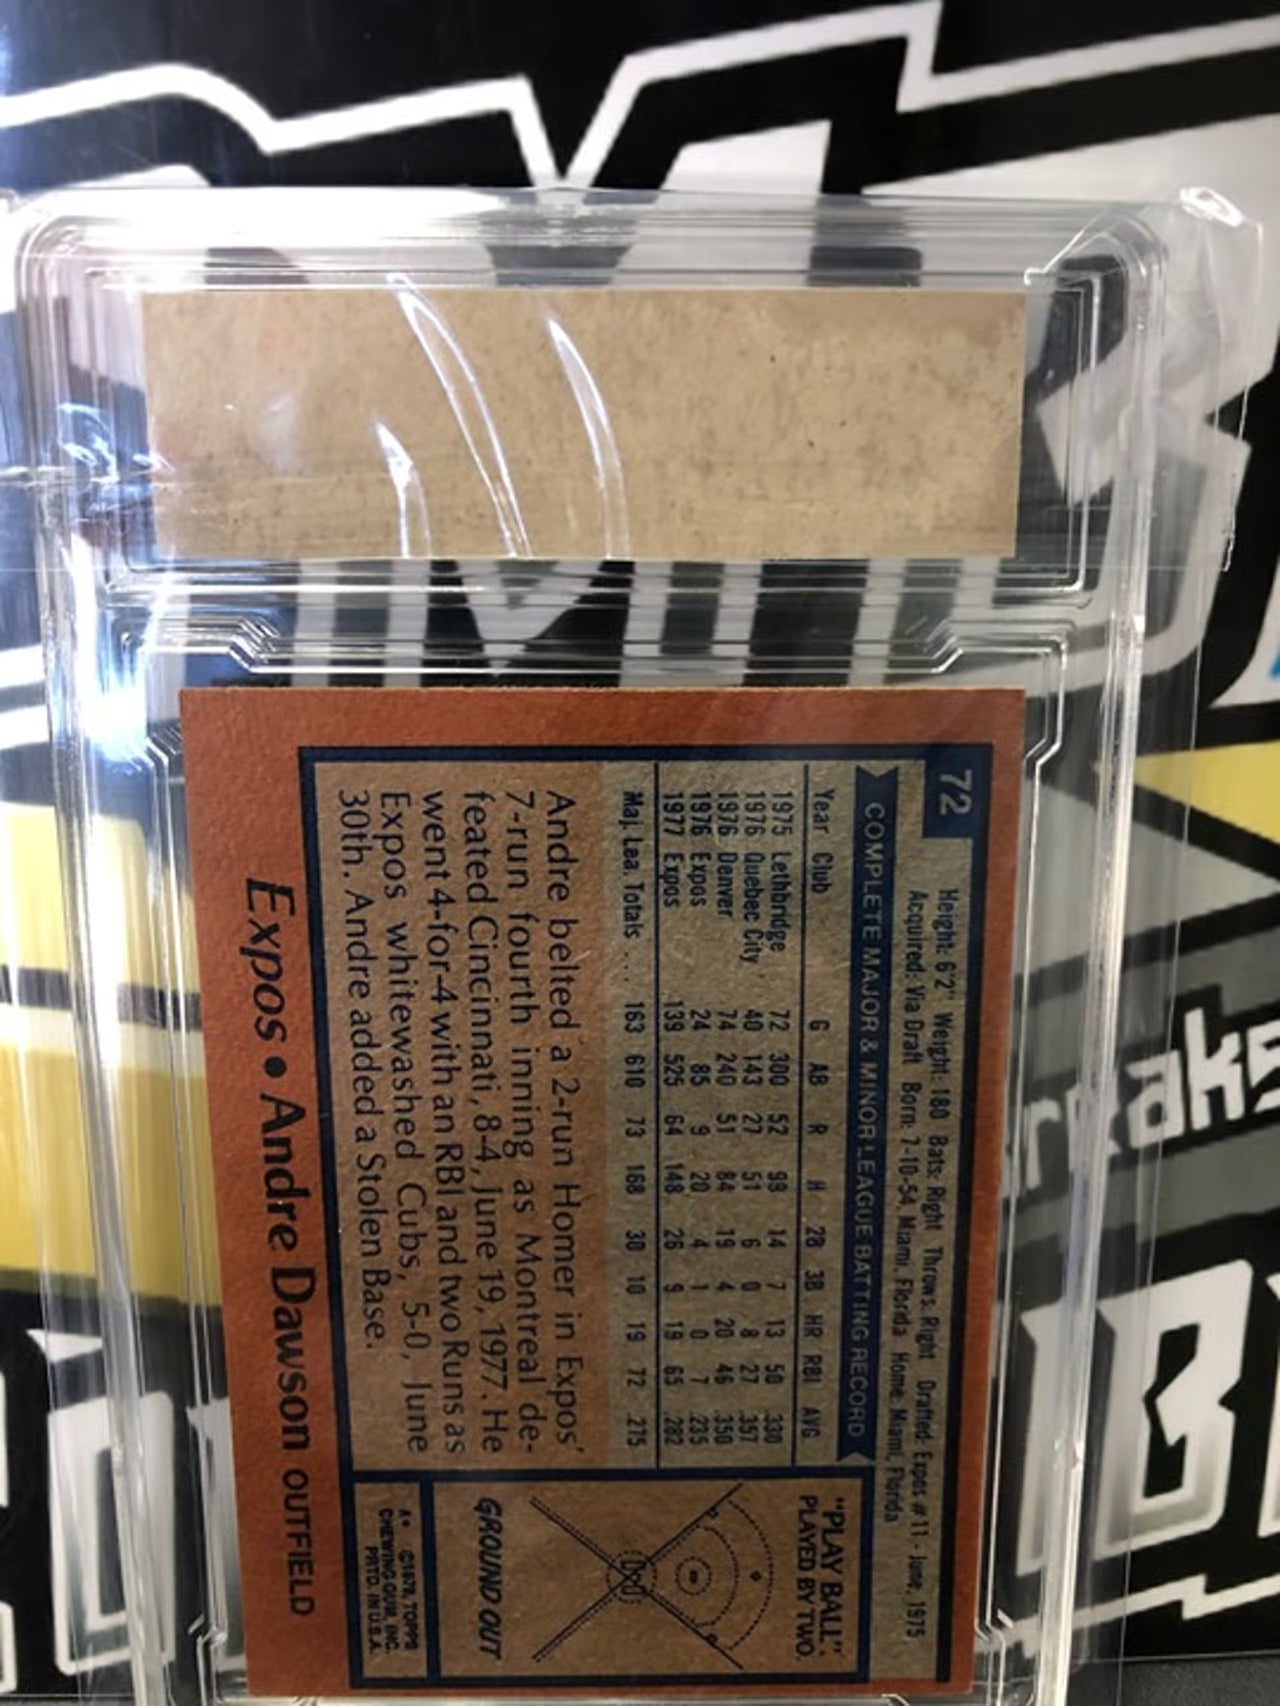 72
Height: 6'2" Weight: 180 Bats: Right Throws: Right Drafted: Expos #11 - June, 1975
Acquired: Via Draft Born: 7-10-54, Miami, Florida Home: Miami, Florida
COMPLETE MAJOR & MINOR LEAGUE BATTING RECORD
Year Club G AB R H 2B 3B HR RBI AVG
1975 Lethbridge 72 300 52 99 14 7 13 50 .330
1976 Quebec City 40 143 27 51 6 0 8 27 .357
1976 Denver 74 240 51 84 19 4 20 46 .350
1976 Expos 24 85 9 20 4 1 0 7 .235
1977 Expos 139 525 64 148 26 9 19 65 .282
Maj. Lea. Totals .... 163 610 73 168 30 10 19 72 .275
Andre belted a 2-run Homer in Expos'
7-run fourth inning as Montreal de-
feated Cincinnati, 8-4, June 19, 1977. He
went 4-for-4 with an RBI and two Runs as
Expos whitewashed Cubs, 5-0, June
30th. Andre added a Stolen Base.
"PLAY BALL"
PLAYED BY TWO.
GROUND OUT
A* ©1978, TOPPS
CHEWING GUM, INC.
PRTD. IN U.S.A.
Expos • Andre Dawson OUTFIELD